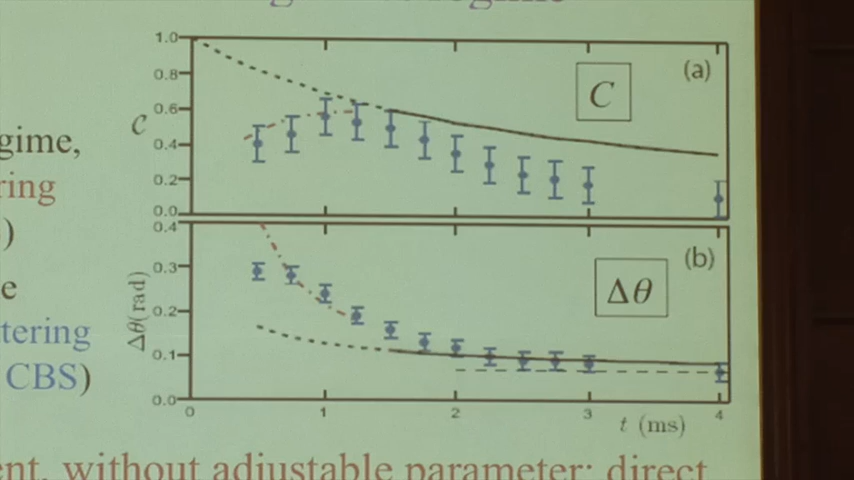 regime
1.0
(a)
0.8
C
0.6
C
0.4
gime,
0.2
ring
0.0
)
0.4
(b)
0.3
e
Δθ
Δθ(rad)
0.2
tering
0.1
CBS)
0.0
0
1
2
3
4
t (ms)
ent, without adjustable parameter: direct